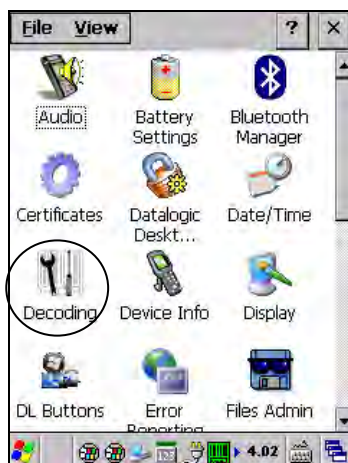 File View ? ×
Audio
Battery Settings
Bluetooth Manager
Certificates
Datalogic Deskt...
Date/Time
Decoding
Device Info
Display
DL Buttons
Error Reporting
Files Admin
4.02